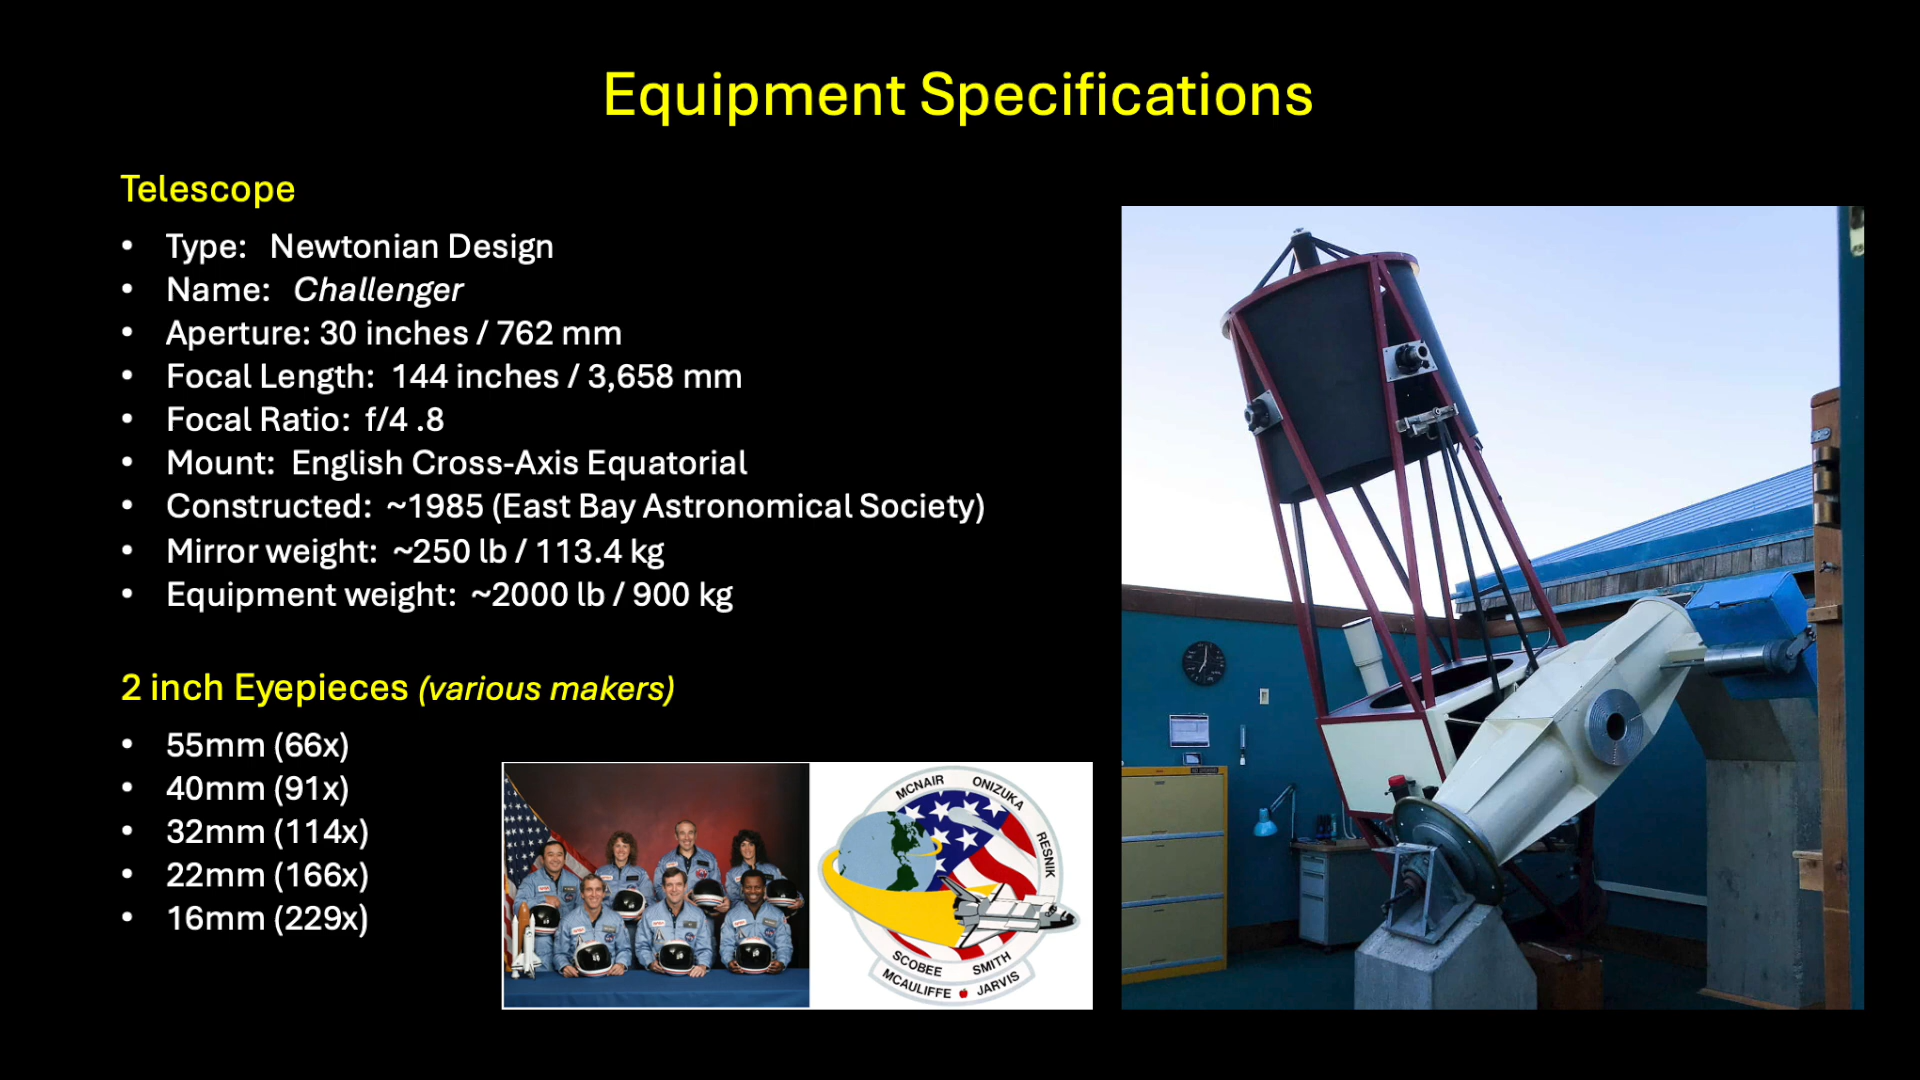 Equipment Specifications
Telescope
• Type: Newtonian Design
• Name: Challenger
• Aperture: 30 inches / 762 mm
• Focal Length: 144 inches / 3,658 mm
• Focal Ratio: f/4 .8
• Mount: English Cross-Axis Equatorial
• Constructed: ~1985 (East Bay Astronomical Society)
• Mirror weight: ~250 lb / 113.4 kg
• Equipment weight: ~2000 lb / 900 kg
2 inch Eyepieces (various makers)
• 55mm (66x)
• 40mm (91x)
• 32mm (114x)
• 22mm (166x)
• 16mm (229x)
MCNAIR ONIZUKA RESNIK
SCOBEE SMITH
MCAULIFFE JARVIS